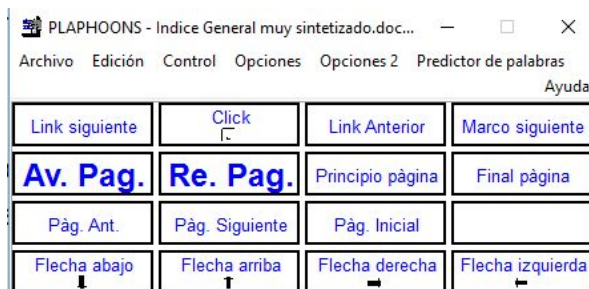 PLAPHOONS - Indice General muy sintetizado.doc...
Archivo Edición Control Opciones Opciones 2 Predictor de palabras
Ayuda
Link siguiente Click Link Anterior Marco siguiente
Av. Pag. Re. Pag. Principio pàgina Final pàgina
Pàg. Ant. Pàg. Siguiente Pàg. Inicial
Flecha abajo Flecha arriba Flecha derecha Flecha izquierda